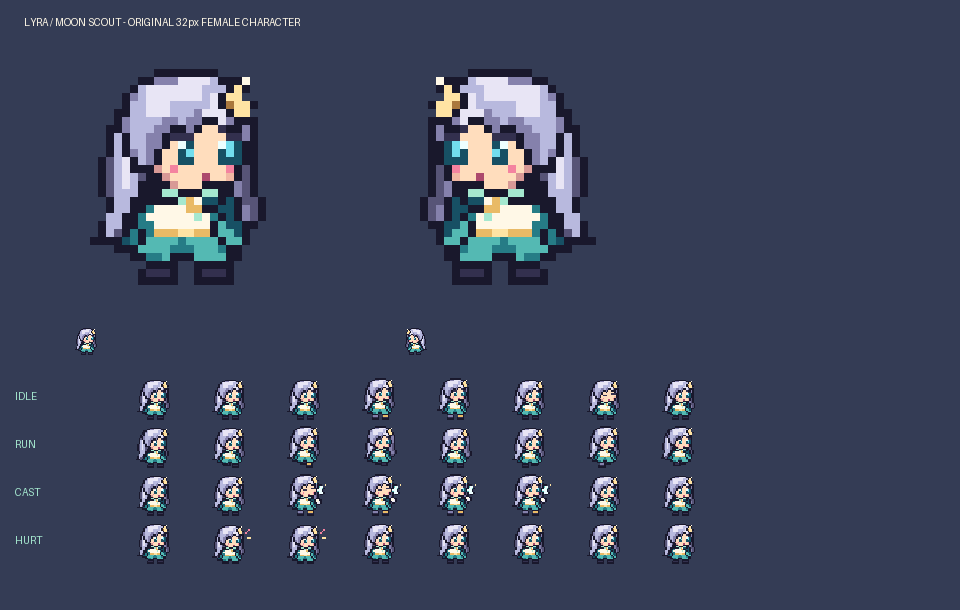 LYRA / MOON SCOUT - ORIGINAL 32px FEMALE CHARACTER
IDLE
RUN
CAST
HURT